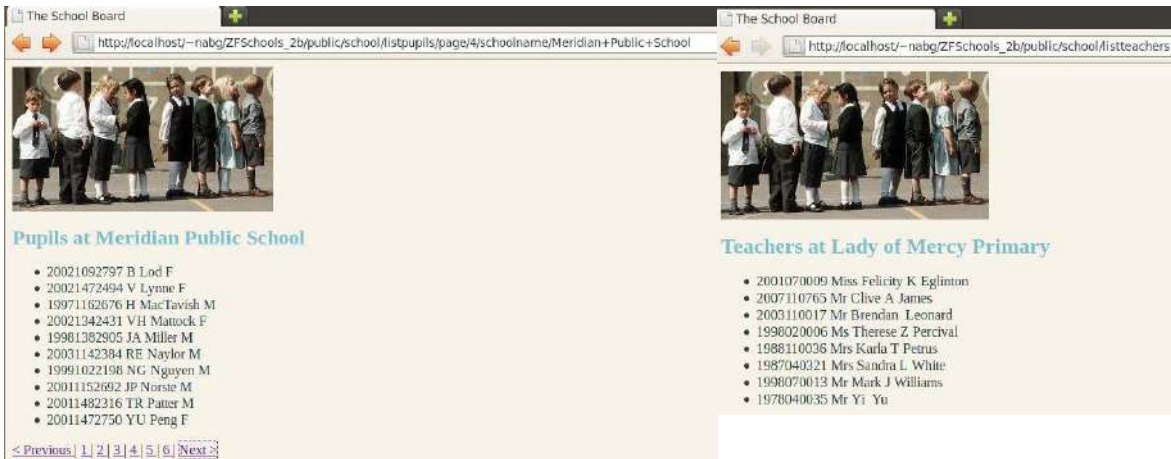 The School Board
http://localhost/~nabg/ZFSchools_2b/public/school/listpupils/page/4/schoolname/Meridian+Public+School
Pupils at Meridian Public School
• 20021092797 B Lod F
• 20021472494 V Lynne F
• 19971162676 H MacTavish M
• 20021342431 VH Mattock F
• 19981382905 JA Miller M
• 20031142384 RE Naylor M
• 19991022198 NG Nguyen M
• 20011152692 JP Norste M
• 20011482316 TR Patter M
• 20011472750 YU Peng F
< Previous | 1 | 2 | 3 | 4 | 5 | 6 | Next >
The School Board
http://localhost/~nabg/ZFSchools_2b/public/school/listteachers
Teachers at Lady of Mercy Primary
• 2001070009 Miss Felicity K Eglinton
• 2007110765 Mr Clive A James
• 2003110017 Mr Brendan Leonard
• 1998020006 Ms Therese Z Percival
• 1988110036 Mrs Karla T Petrus
• 1987040321 Mrs Sandra L White
• 1998070013 Mr Mark J Williams
• 1978040035 Mr Yi Yu